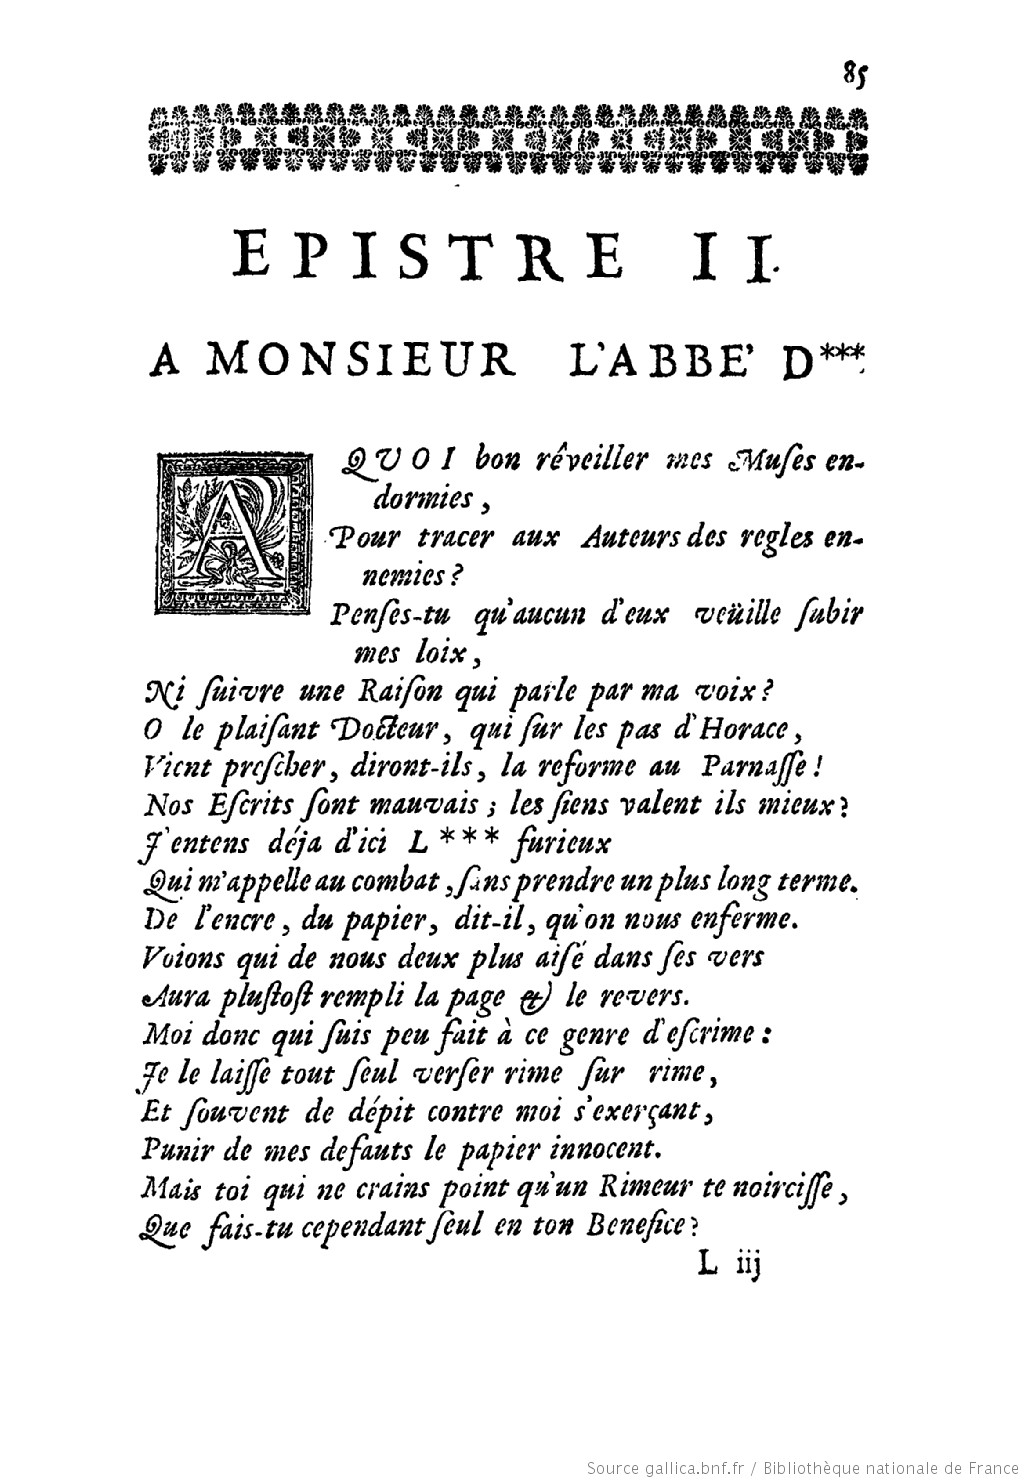 85
EPISTRE II.
A MONSIEUR L'ABBE' D***.
A QUOI bon réveiller mes Muſes en-
dormies,
Pour tracer aux Auteurs des regles en-
nemies?
Penſes-tu qu'aucun d'eux veüille ſubir
mes loix,
Ni ſuivre une Raiſon qui parle par ma voix?
O le plaiſant Docteur, qui ſur les pas d'Horace,
Vient preſcher, diront-ils, la reforme au Parnaſſe!
Nos Eſcrits ſont mauvais; les ſiens valent ils mieux?
J'entens déja d'ici L *** furieux
Qui m'appelle au combat, ſans prendre un plus long terme.
De l'encre, du papier, dit-il, qu'on nous enferme.
Voions qui de nous deux plus aiſé dans ſes vers
Aura pluſtoſt rempli la page & le revers.
Moi donc qui ſuis peu fait à ce genre d'eſcrime:
Je le laiſſe tout ſeul verſer rime ſur rime,
Et ſouvent de dépit contre moi s'exerçant,
Punir de mes defauts le papier innocent.
Mais toi qui ne crains point qu'un Rimeur te noirciſſe,
Que fais-tu cependant ſeul en ton Benefice?
L iij
Source gallica.bnf.fr / Bibliothèque nationale de France